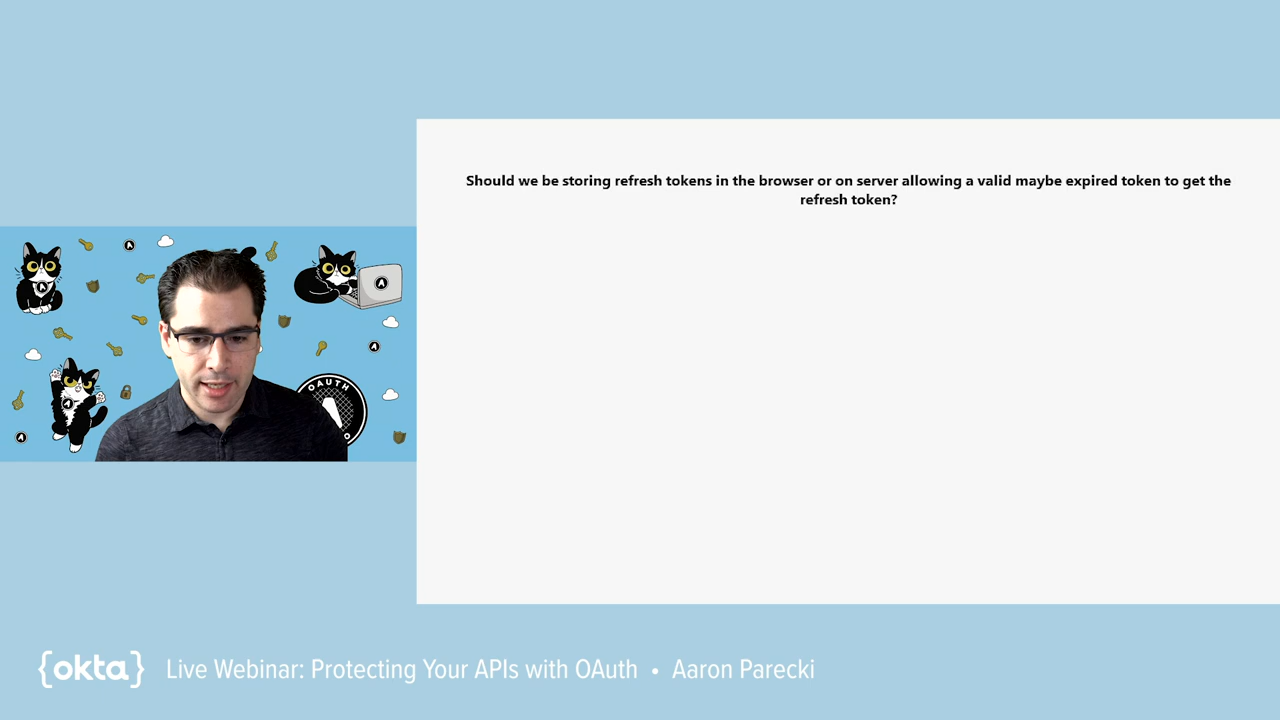 Should we be storing refresh tokens in the browser or on server allowing a valid maybe expired token to get the
refresh token?
OAUTH
{okta} Live Webinar: Protecting Your APIs with OAuth • Aaron Parecki